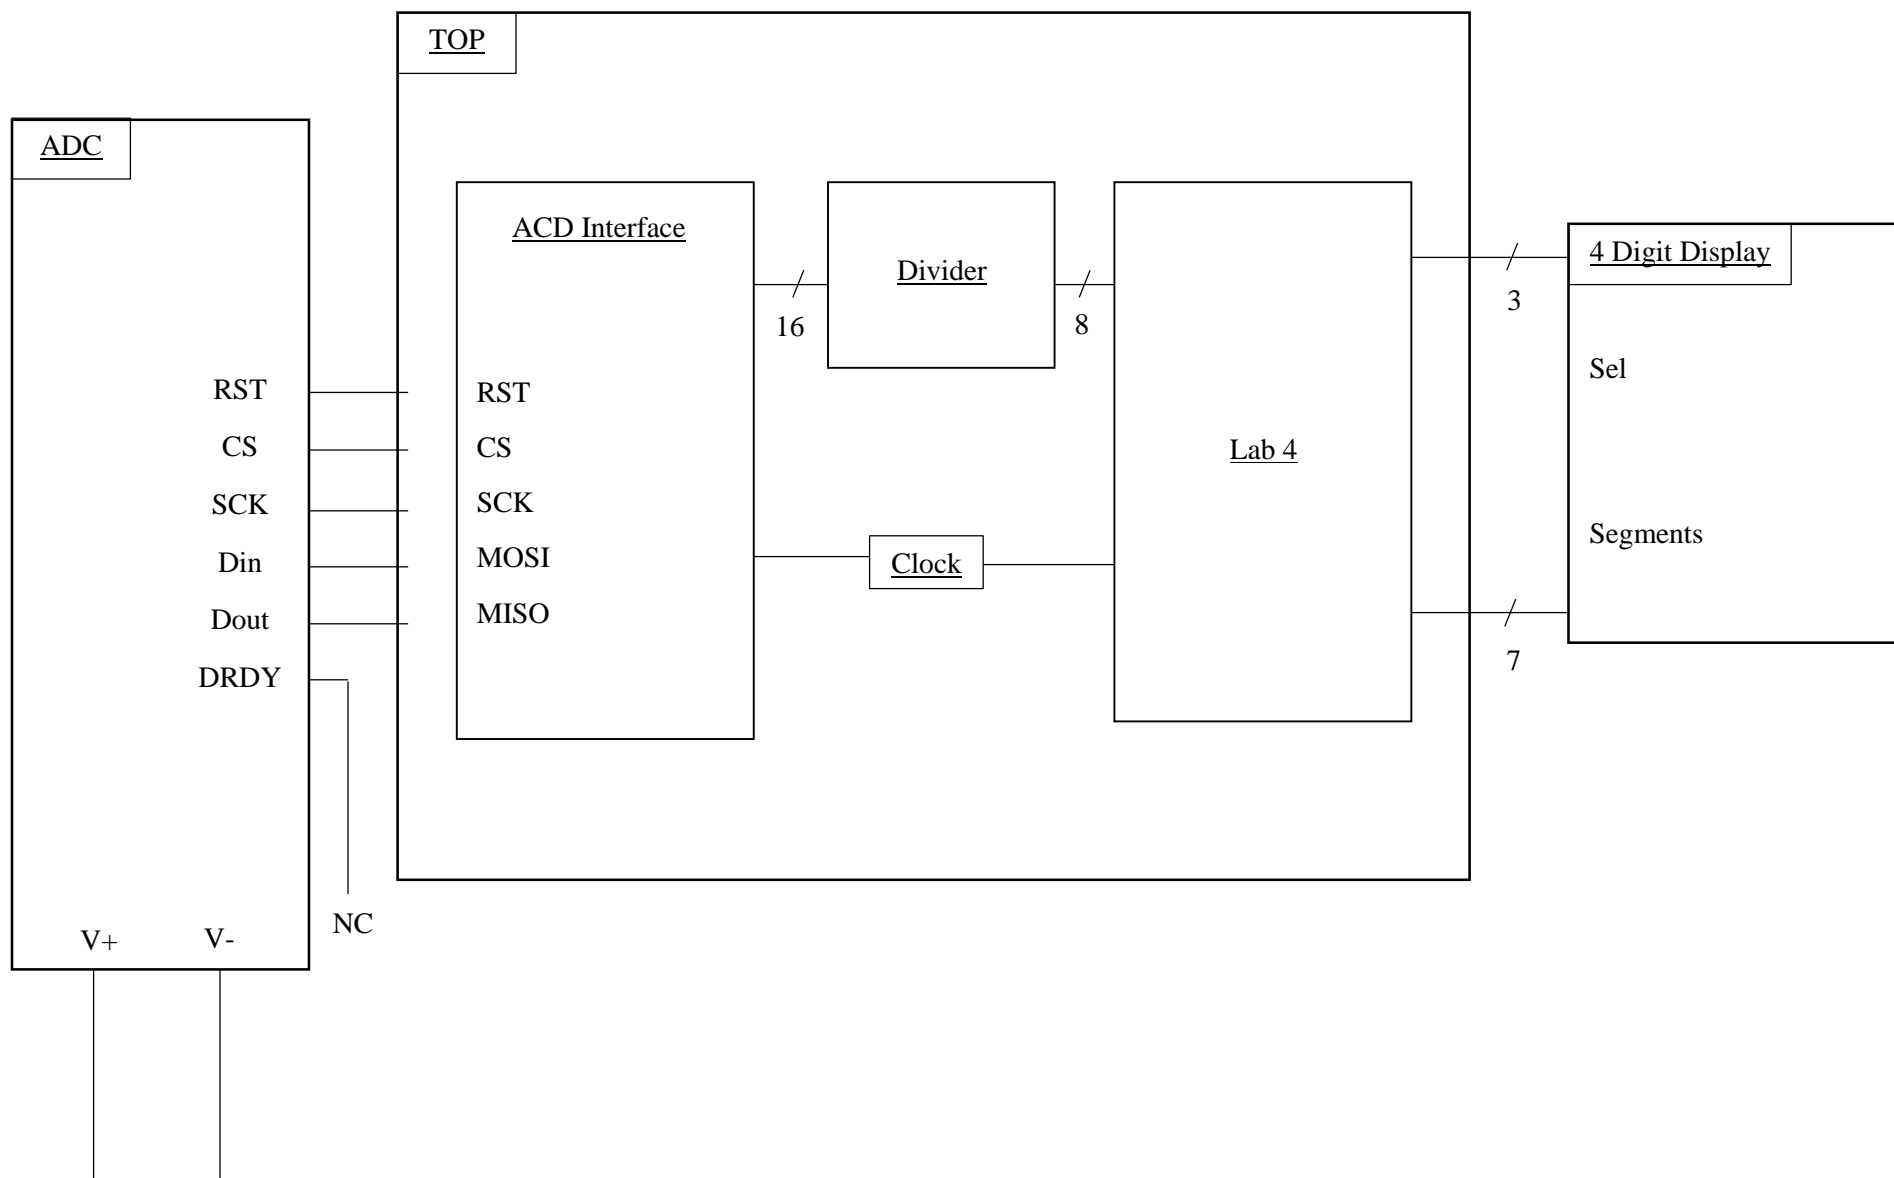 TOP
ADC
ACD Interface
Divider
4 Digit Display
16
8
3
Sel
RST
CS
SCK
Din
Dout
DRDY
RST
CS
SCK
MOSI
MISO
Lab 4
Clock
Segments
7
NC
V+
V-